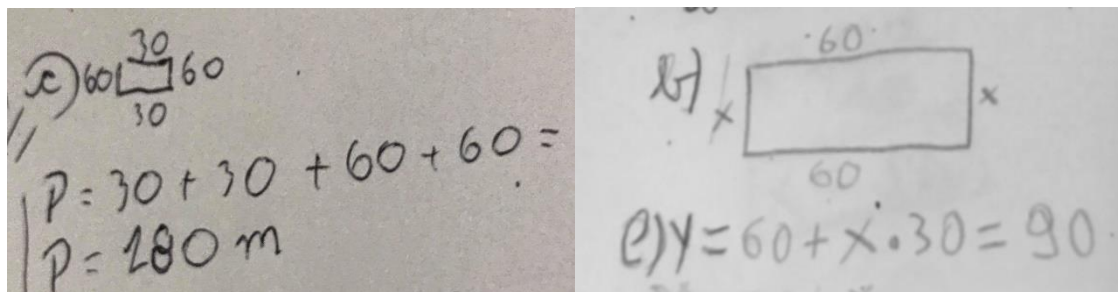 c) 30
60 60
30
P = 30 + 30 + 60 + 60 =
P = 180 m
b) 60
x x
60
e) y = 60 + x . 30 = 90